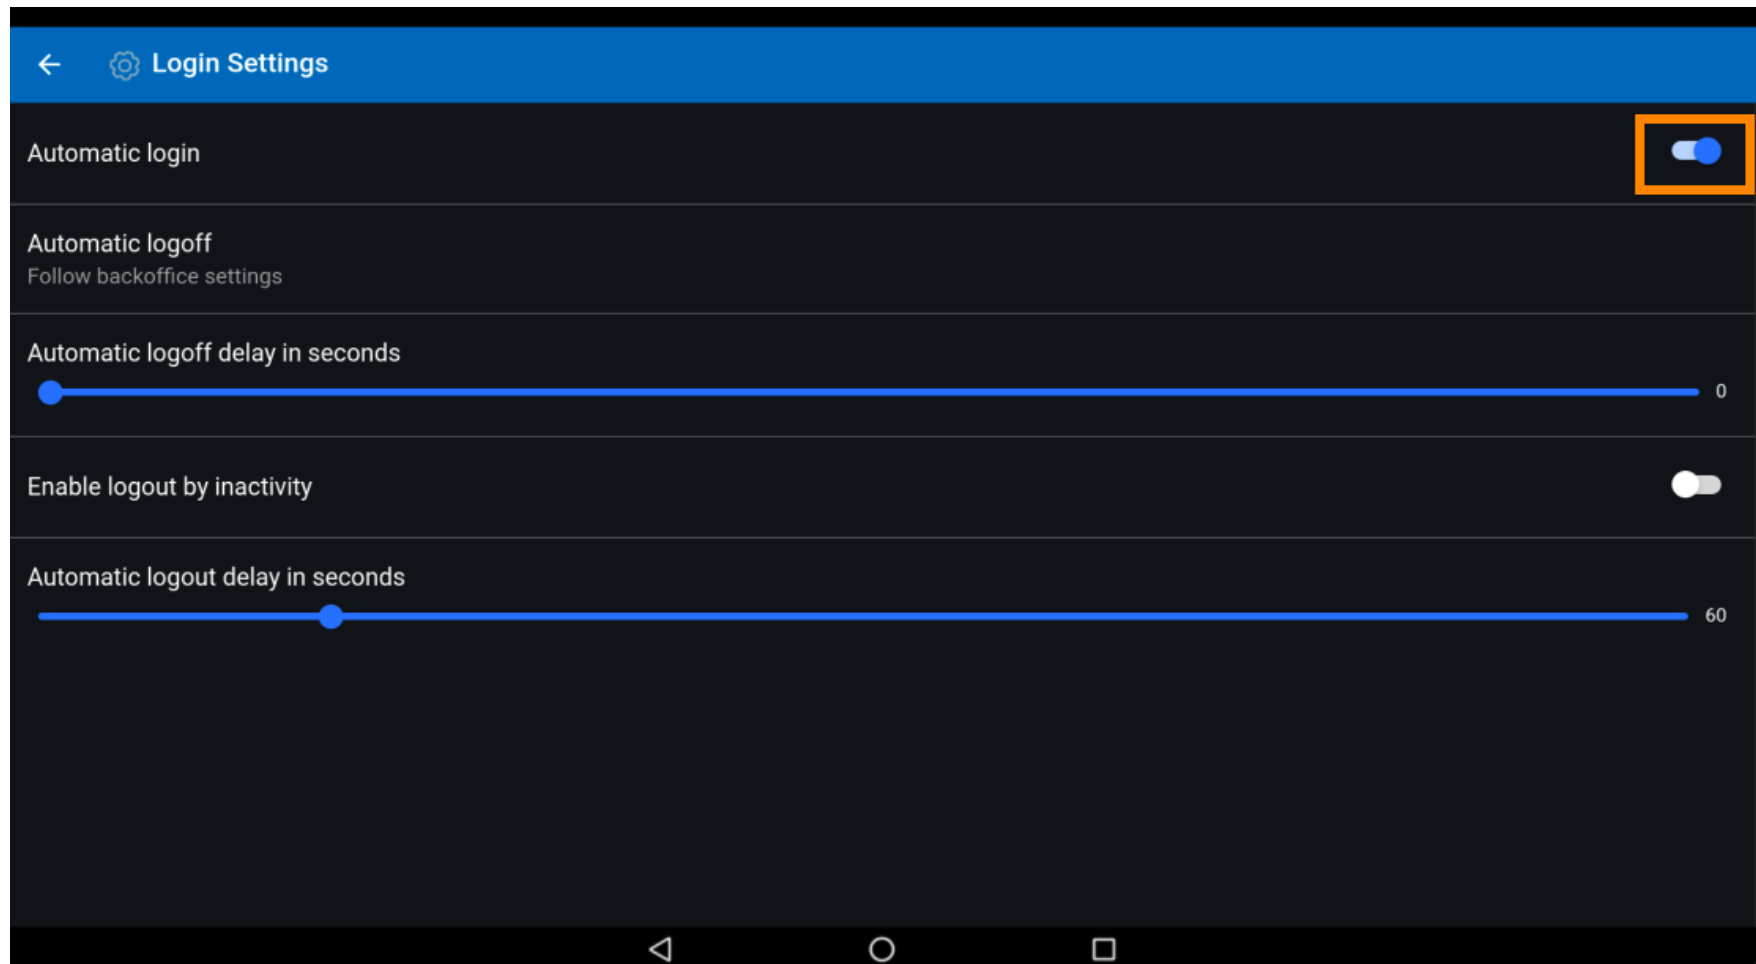 Login Settings
Automatic login
Automatic logoff
Follow backoffice settings
Automatic logoff delay in seconds
0
Enable logout by inactivity
Automatic logout delay in seconds
60